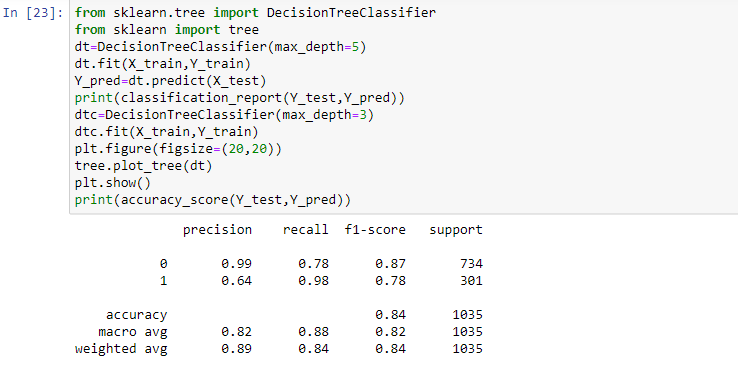 In [23]: from sklearn.tree import DecisionTreeClassifier
from sklearn import tree
dt=DecisionTreeClassifier(max_depth=5)
dt.fit(X_train,Y_train)
Y_pred=dt.predict(X_test)
print(classification_report(Y_test,Y_pred))
dtc=DecisionTreeClassifier(max_depth=3)
dtc.fit(X_train,Y_train)
plt.figure(figsize=(20,20))
tree.plot_tree(dt)
plt.show()
print(accuracy_score(Y_test,Y_pred))
precision recall f1-score support
0 0.99 0.78 0.87 734
1 0.64 0.98 0.78 301
accuracy 0.84 1035
macro avg 0.82 0.88 0.82 1035
weighted avg 0.89 0.84 0.84 1035